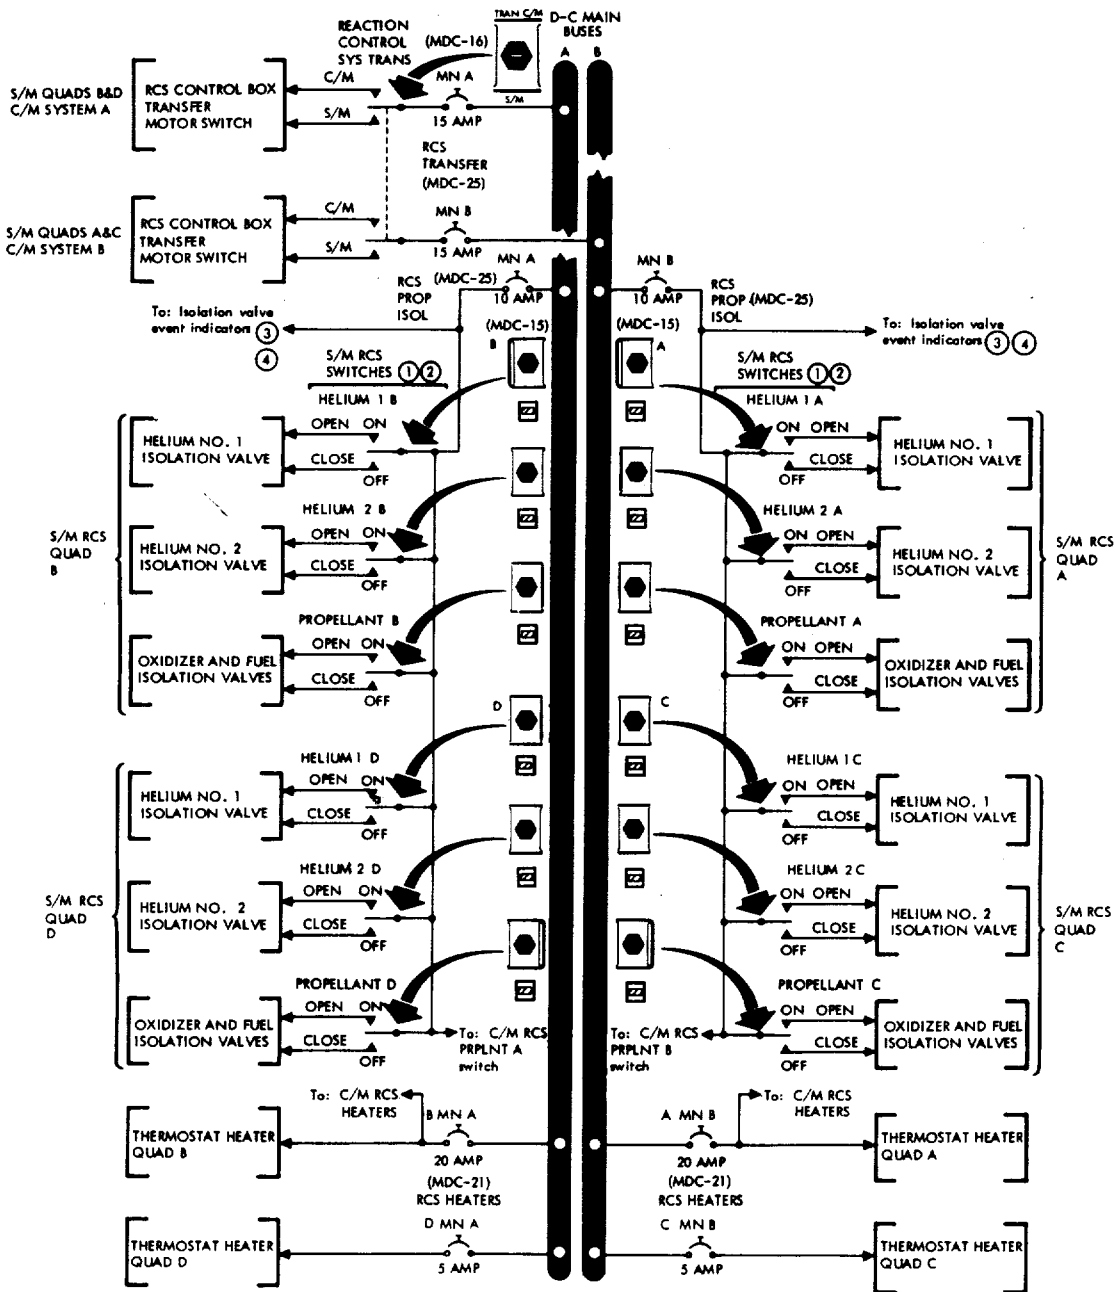 TRAN C/M
S/M
D-C MAIN
BUSES
A
B
REACTION
CONTROL
SYS TRANS
(MDC-16)
S/M QUADS B&D
C/M SYSTEM A
RCS CONTROL BOX
TRANSFER
MOTOR SWITCH
C/M
S/M
MN A
15 AMP
RCS
TRANSFER
(MDC-25)
S/M QUADS A&C
C/M SYSTEM B
RCS CONTROL BOX
TRANSFER
MOTOR SWITCH
C/M
S/M
MN B
15 AMP
RCS
PROP
ISOL
(MDC-25)
MN A
10 AMP
MN B
10 AMP
RCS
PROP (MDC-25)
ISOL
To: Isolation valve
event indicators 3
4
To: Isolation valve
event indicators 3 4
(MDC-15)
B
(MDC-15)
A
S/M RCS
SWITCHES 1 2
HELIUM 1 B
OPEN ON
CLOSE
OFF
HELIUM NO. 1
ISOLATION VALVE
HELIUM 2 B
OPEN ON
CLOSE
OFF
HELIUM NO. 2
ISOLATION VALVE
S/M RCS
QUAD
B
PROPELLANT B
OPEN ON
CLOSE
OFF
OXIDIZER AND FUEL
ISOLATION VALVES
S/M RCS
SWITCHES 1 2
HELIUM 1 A
ON OPEN
CLOSE
OFF
HELIUM NO. 1
ISOLATION VALVE
HELIUM 2 A
ON OPEN
CLOSE
OFF
HELIUM NO. 2
ISOLATION VALVE
S/M RCS
QUAD
A
PROPELLANT A
ON OPEN
CLOSE
OFF
OXIDIZER AND FUEL
ISOLATION VALVES
D
C
HELIUM 1 D
OPEN ON
CLOSE
OFF
HELIUM NO. 1
ISOLATION VALVE
HELIUM 2 D
OPEN ON
CLOSE
OFF
HELIUM NO. 2
ISOLATION VALVE
S/M RCS
QUAD
D
PROPELLANT D
OPEN ON
CLOSE
OFF
OXIDIZER AND FUEL
ISOLATION VALVES
HELIUM 1 C
ON OPEN
CLOSE
OFF
HELIUM NO. 1
ISOLATION VALVE
HELIUM 2 C
ON OPEN
CLOSE
OFF
HELIUM NO. 2
ISOLATION VALVE
S/M RCS
QUAD
C
PROPELLANT C
ON OPEN
CLOSE
OFF
OXIDIZER AND FUEL
ISOLATION VALVES
To: C/M RCS
PRPLNT A
switch
To: C/M RCS
PRPLNT B
switch
To: C/M RCS
HEATERS
B MN A
20 AMP
(MDC-21)
RCS HEATERS
THERMOSTAT HEATER
QUAD B
To: C/M RCS
HEATERS
A MN B
20 AMP
(MDC-21)
RCS HEATERS
THERMOSTAT HEATER
QUAD A
D MN A
5 AMP
THERMOSTAT HEATER
QUAD D
C MN B
5 AMP
THERMOSTAT HEATER
QUAD C